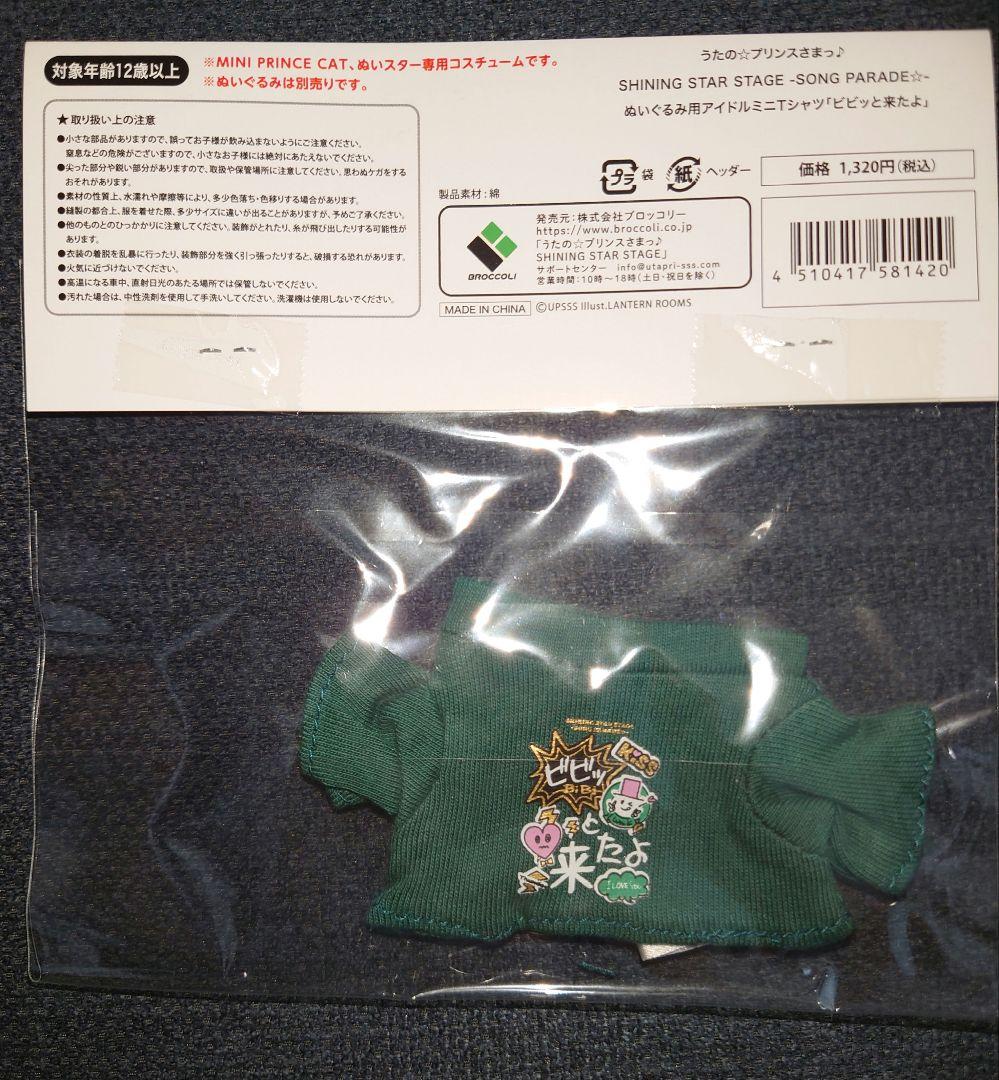 対象年齢12歳以上
※MINI PRINCE CAT、ぬいスター専用コスチュームです。
※ぬいぐるみは別売りです。
★取り扱い上の注意
●小さな部品がありますので、誤ってお子様が飲み込まないようにご注意ください。
窒息などの危険がございますので、小さなお子様には絶対にあたえないでください。
●尖った部分や鋭い部分がありますので、取扱や保管場所に注意してください。思わぬケガをする
おそれがあります。
●素材の性質上、水濡れや摩擦等により、多少色落ち・色移りする場合があります。
●縫製の都合上、服を着せた際、多少サイズに違いが出ることがありますが、予めご了承ください。
●他のものとのひっかかりに注意してください。装飾がとれたり、糸が飛び出したりする可能性が
あります。
●衣装の着脱を乱暴に行ったり、装飾部分を強く引っ張ったりすると、破損する恐れがあります。
●火気に近づけないでください。
●高温になる車中、直射日光のあたる場所では保管しないでください。
●汚れた場合は、中性洗剤を使用して手洗いしてください。洗濯機は使用しないでください。
うたの☆プリンスさまっ♪
SHINING STAR STAGE -SONG PARADE☆-
ぬいぐるみ用アイドルミニTシャツ「ビビッと来たよ」
プラ 袋 紙 ヘッダー
価格 1,320円(税込)
製品素材:綿
BROCCOLI
発売元:株式会社ブロッコリー
https://www.broccoli.co.jp
「うたの☆プリンスさまっ♪
SHINING STAR STAGE」
サポートセンター info@utapri-sss.com
営業時間:10時〜18時(土日・祝日を除く)
4 510417 581420
MADE IN CHINA ©UPSSS Illust.LANTERN ROOMS
KiSS
ビビッ
BiBi
と
来たよ
I LOVE YOU